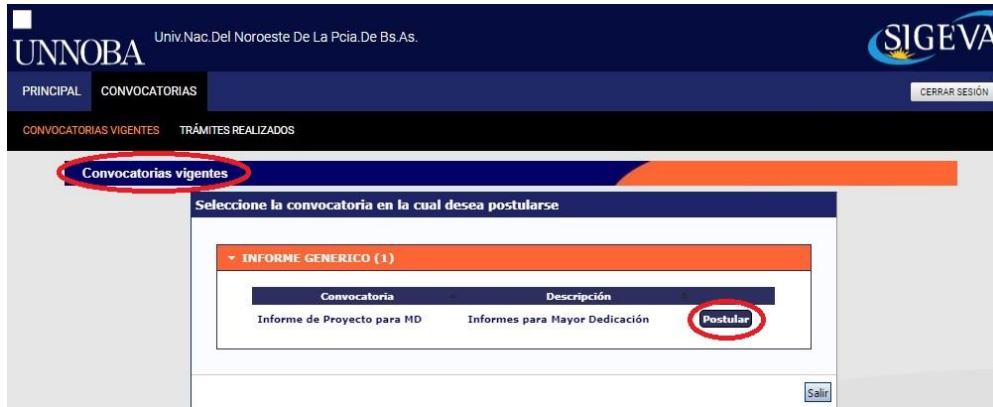 Univ.Nac.Del Noroeste De La Pcia.De Bs.As.
UNNOBA
SIGEVA
PRINCIPAL CONVOCATORIAS
CERRAR SESIÓN
CONVOCATORIAS VIGENTES TRÁMITES REALIZADOS
Convocatorias vigentes
Seleccione la convocatoria en la cual desea postularse
INFORME GENERICO (1)
Convocatoria Descripción
Informe de Proyecto para MD Informes para Mayor Dedicación Postular
Salir